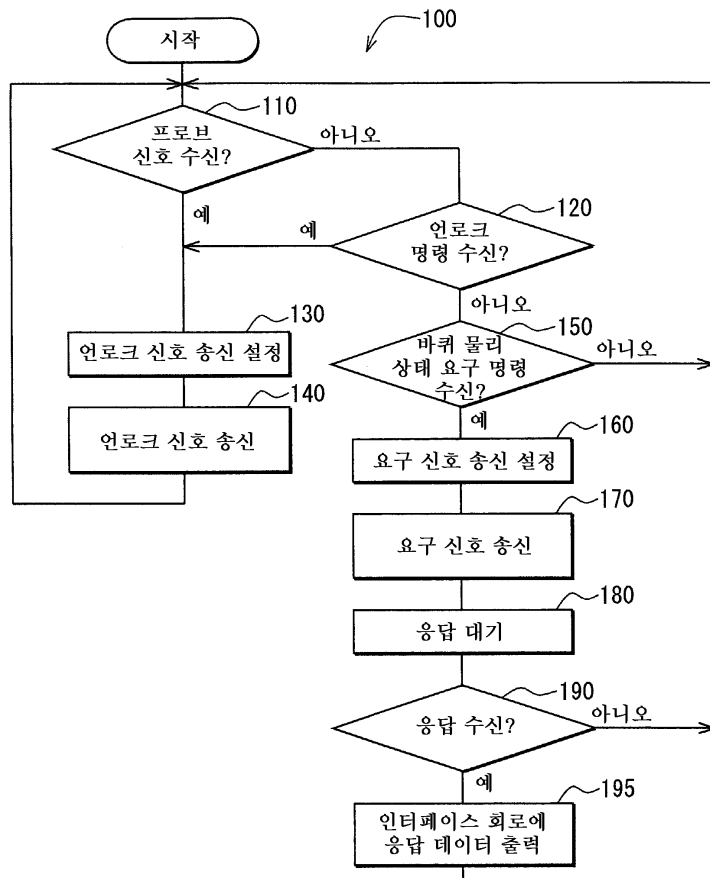 시작
100
110
프로브
신호 수신?
아니오
예
120
언로크
명령 수신?
예
아니오
130
언로크 신호 송신 설정
150
바퀴 물리
상태 요구 명령
수신?
아니오
140
언로크 신호 송신
예
160
요구 신호 송신 설정
170
요구 신호 송신
180
응답 대기
190
응답 수신?
아니오
예
195
인터페이스 회로에
응답 데이터 출력